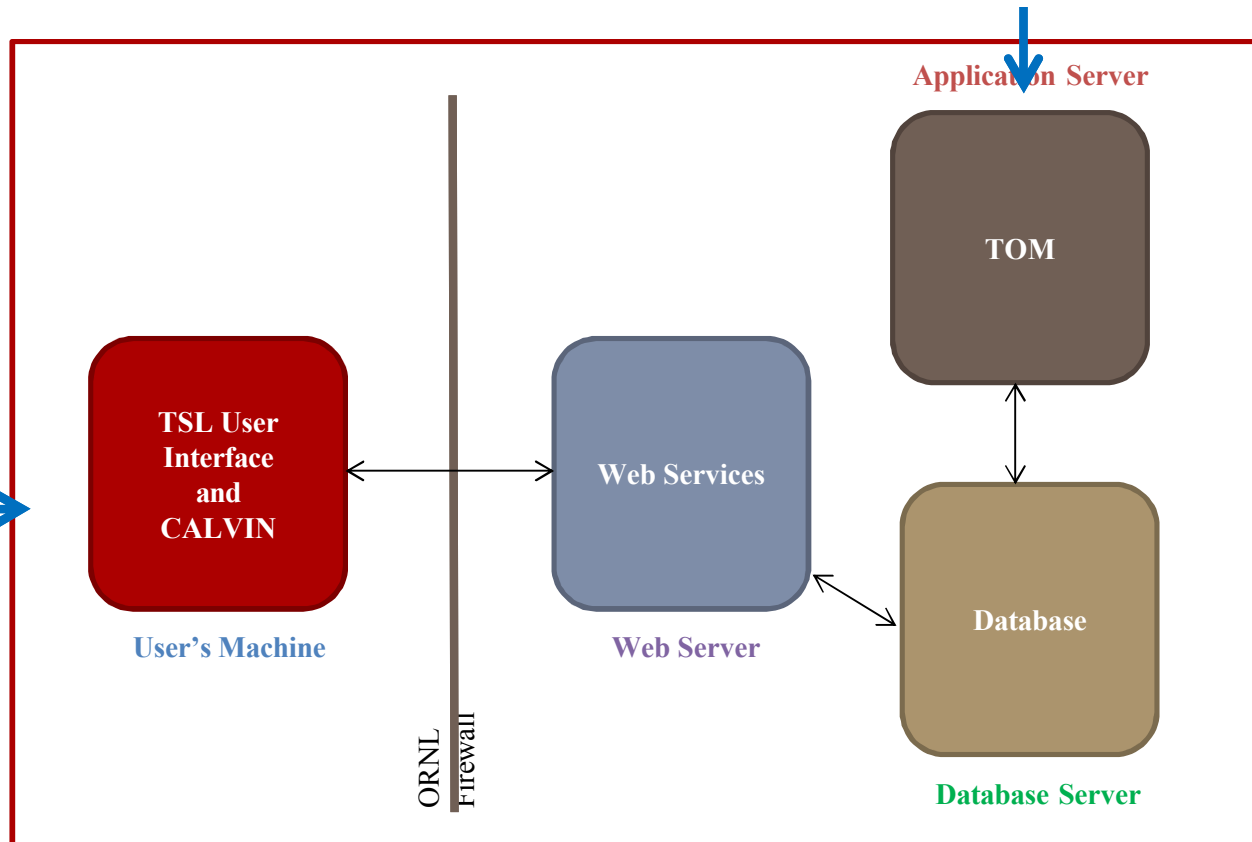 Application Server
TOM
TSL User
Interface
and
CALVIN
Web Services
Database
User’s Machine
Web Server
ORNL
Firewall
Database Server